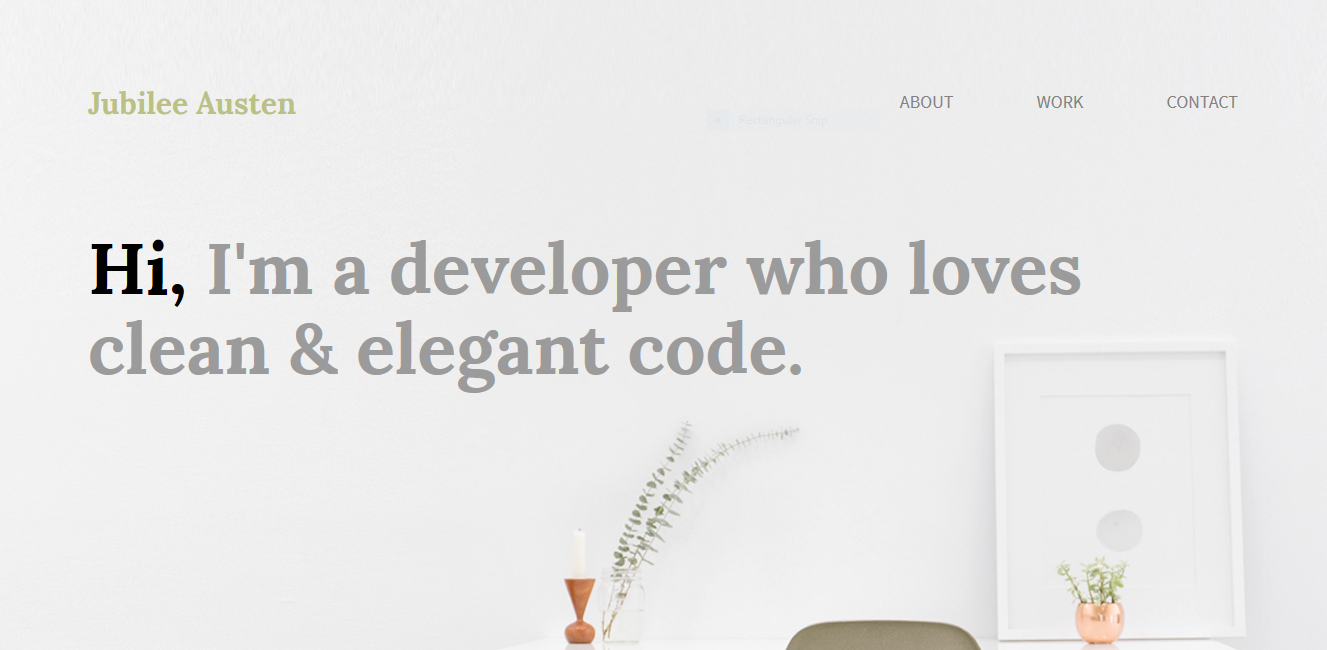 Jubilee Austen
ABOUT WORK CONTACT
Rectangular Snip
Hi, I'm a developer who loves
clean & elegant code.